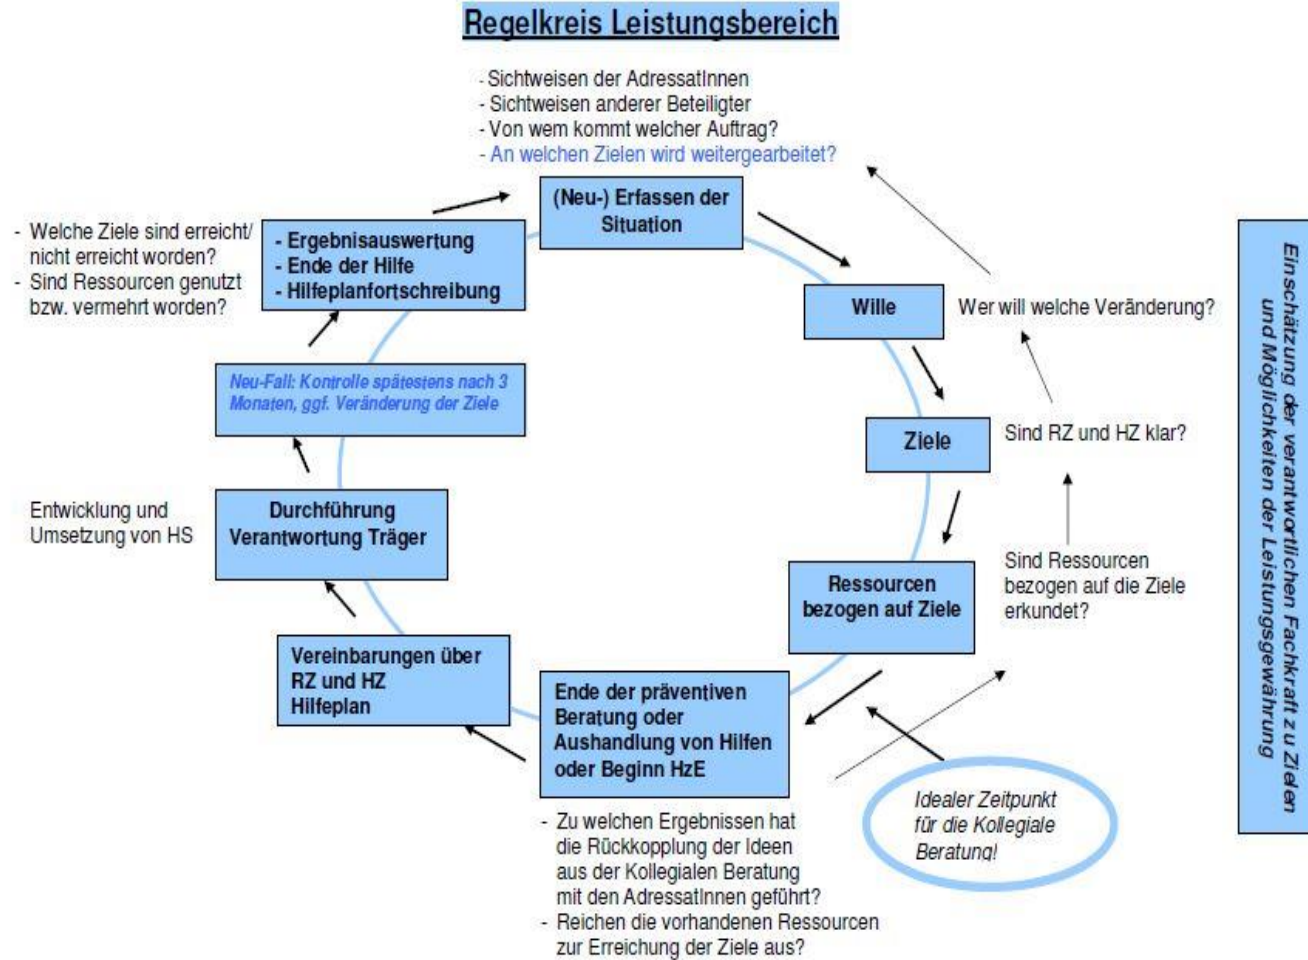 Regelkreis Leistungsbereich
- Sichtweisen der AdressatInnen
- Sichtweisen anderer Beteiligter
- Von wem kommt welcher Auftrag?
- An welchen Zielen wird weitergearbeitet?
(Neu-) Erfassen der
Situation
- Welche Ziele sind erreicht/
nicht erreicht worden?
- Sind Ressourcen genutzt
bzw. vermehrt worden?
- Ergebnisauswertung
- Ende der Hilfe
- Hilfeplanfortschreibung
Wille
Wer will welche Veränderung?
Neu-Fall: Kontrolle spätestens nach 3
Monaten, ggf. Veränderung der Ziele
Ziele
Sind RZ und HZ klar?
Entwicklung und
Umsetzung von HS
Durchführung
Verantwortung Träger
Ressourcen
bezogen auf Ziele
Sind Ressourcen
bezogen auf die Ziele
erkundet?
Vereinbarungen über
RZ und HZ
Hilfeplan
Ende der präventiven
Beratung oder
Aushandlung von Hilfen
oder Beginn HzE
Idealer Zeitpunkt
für die Kollegiale
Beratung!
- Zu welchen Ergebnissen hat
die Rückkopplung der Ideen
aus der Kollegialen Beratung
mit den AdressatInnen geführt?
- Reichen die vorhandenen Ressourcen
zur Erreichung der Ziele aus?
Einschätzung der verantwortlichen Fachkraft zu Zielen
und Möglichkeiten der Leistungsgewährung